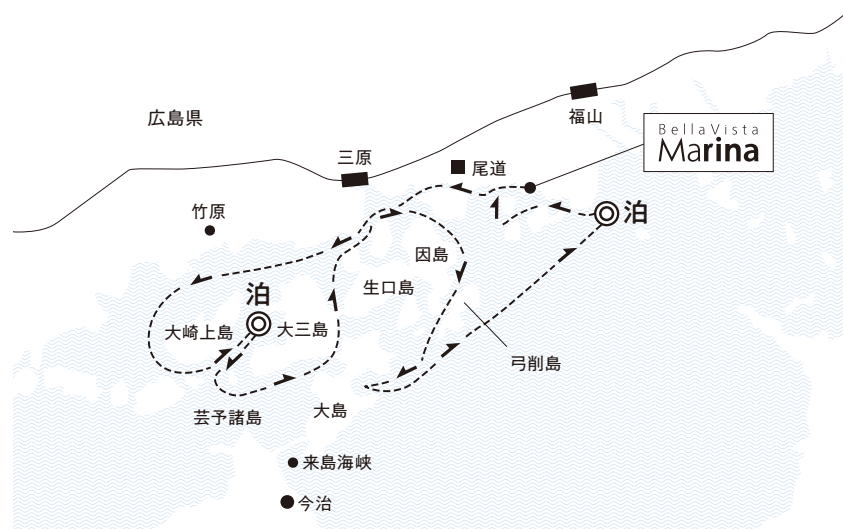 広島県
福山
BellaVista
Marina
三原
尾道
竹原
泊
因島
生口島
泊
大崎上島
大三島
弓削島
芸予諸島
大島
来島海峡
今治